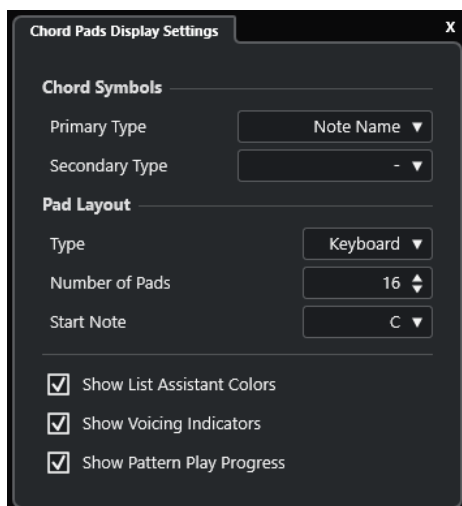 Chord Pads Display Settings X
Chord Symbols
Primary Type Note Name
Secondary Type -
Pad Layout
Type Keyboard
Number of Pads 16
Start Note C
Show List Assistant Colors
Show Voicing Indicators
Show Pattern Play Progress